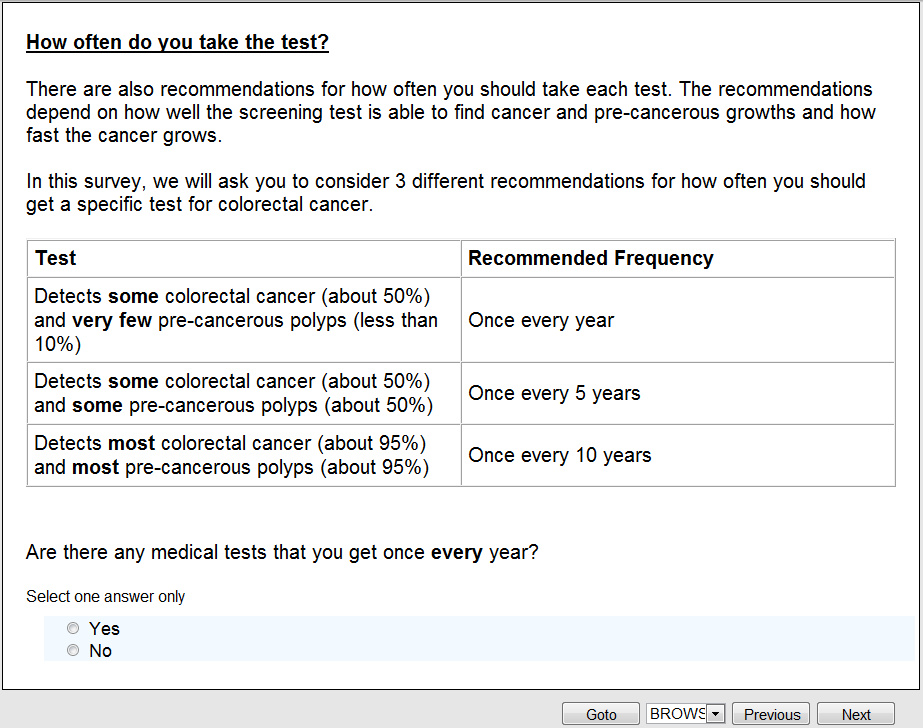 How often do you take the test?
There are also recommendations for how often you should take each test. The recommendations
depend on how well the screening test is able to find cancer and pre-cancerous growths and how
fast the cancer grows.
In this survey, we will ask you to consider 3 different recommendations for how often you should
get a specific test for colorectal cancer.
Test
Recommended Frequency
Detects some colorectal cancer (about 50%)
and very few pre-cancerous polyps (less than
10%)
Once every year
Detects some colorectal cancer (about 50%)
and some pre-cancerous polyps (about 50%)
Once every 5 years
Detects most colorectal cancer (about 95%)
and most pre-cancerous polyps (about 95%)
Once every 10 years
Are there any medical tests that you get once every year?
Select one answer only
Yes
No
Goto
BROWS
Previous
Next